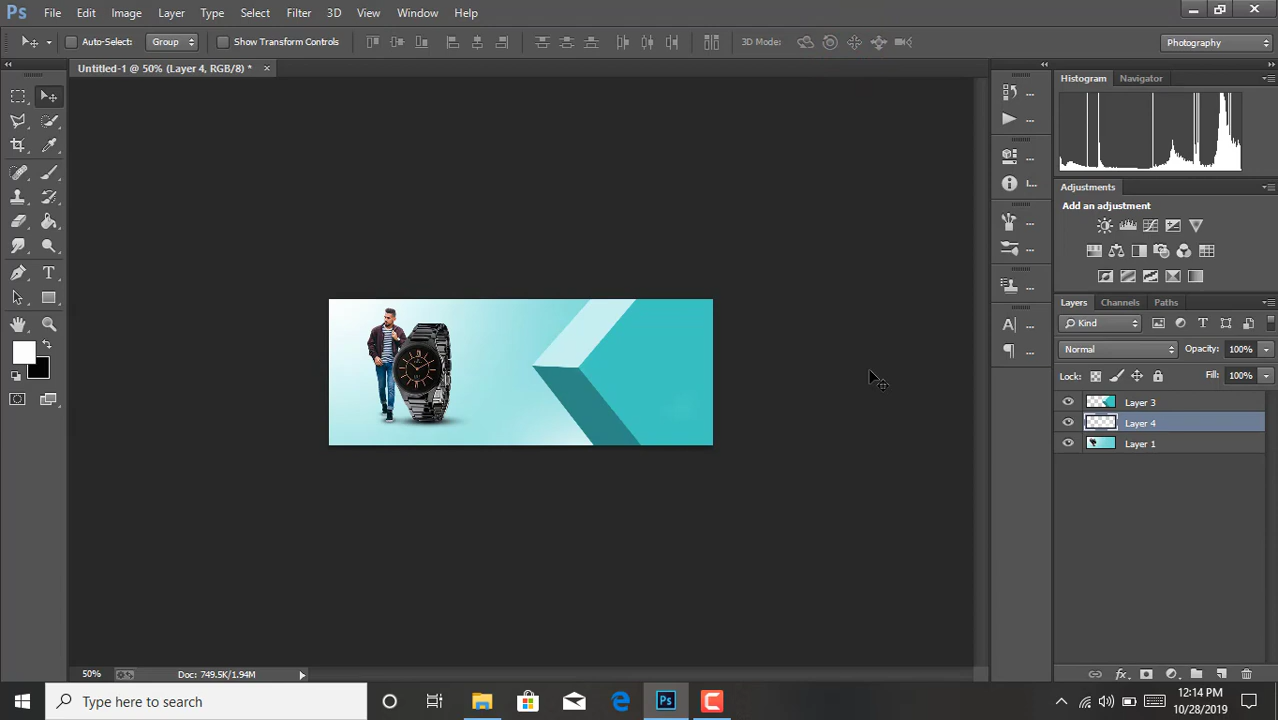 Ps File Edit Image Layer Type Select Filter 3D View Window Help
Auto-Select: Group Show Transform Controls 3D Mode: Photography
Untitled-1 @ 50% (Layer 4, RGB/8) *
Histogram Navigator
Adjustments
Add an adjustment
Layers Channels Paths
Kind
Normal Opacity: 100%
Lock: Fill: 100%
Layer 3
Layer 4
Layer 1
50% Doc: 749.5K/1.94M
Type here to search
Ps
12:14 PM
10/28/2019